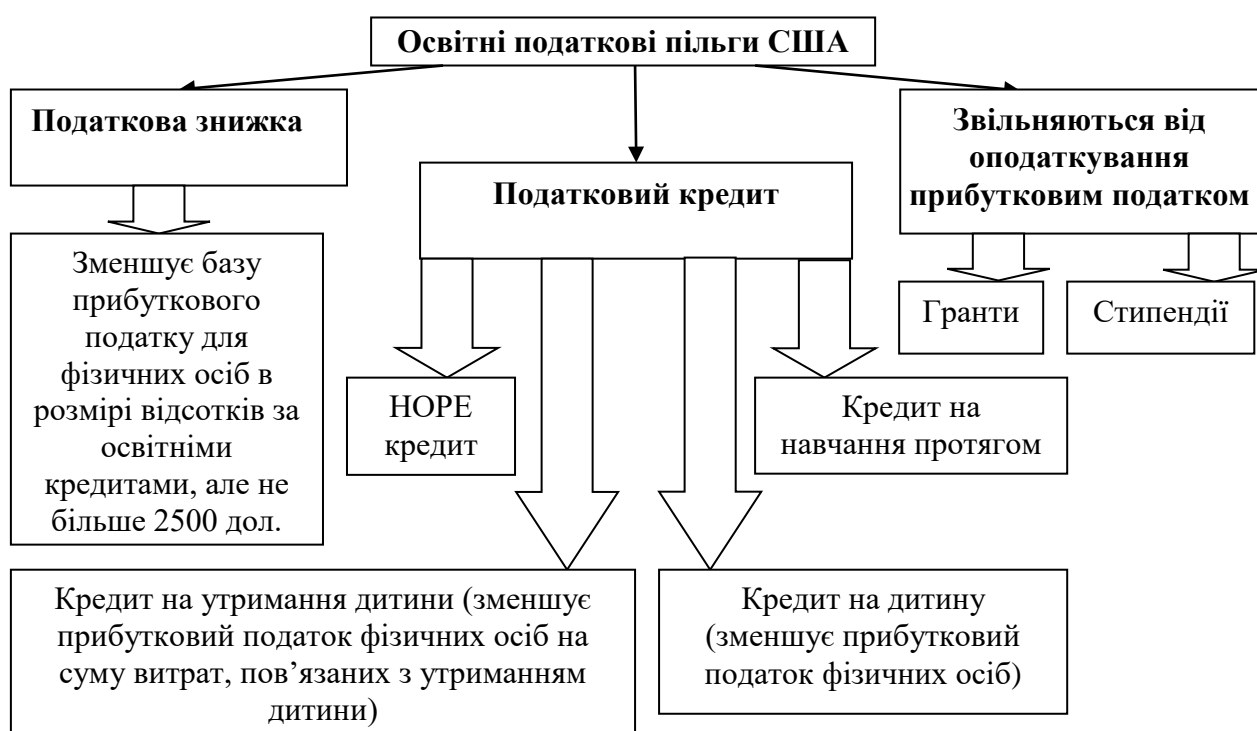 Освітні податкові пільги США
Податкова знижка
Зменшує базу
прибуткового
податку для
фізичних осіб в
розмірі відсотків за
освітніми
кредитами, але не
більше 2500 дол.
Податковий кредит
HOPE
кредит
Кредит на
навчання протягом
Кредит на утримання дитини (зменшує
прибутковий податок фізичних осіб на
суму витрат, пов’язаних з утриманням
дитини)
Кредит на дитину
(зменшує прибутковий
податок фізичних осіб)
Звільняються від
оподаткування
прибутковим податком
Гранти
Стипендії